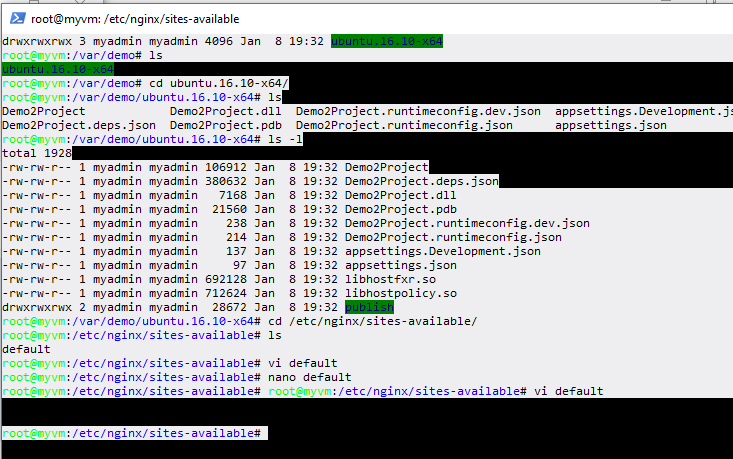 root@myvm: /etc/nginx/sites-available
drwxrwxrwx 3 myadmin myadmin 4096 Jan  8 19:32 ubuntu.16.10-x64
root@myvm:/var/demo# ls
ubuntu.16.10-x64
root@myvm:/var/demo# cd ubuntu.16.10-x64/
root@myvm:/var/demo/ubuntu.16.10-x64# ls
Demo2Project            Demo2Project.dll  Demo2Project.runtimeconfig.dev.json  appsettings.Development.js
Demo2Project.deps.json  Demo2Project.pdb  Demo2Project.runtimeconfig.json      appsettings.json
root@myvm:/var/demo/ubuntu.16.10-x64# ls -l
total 1928
-rw-rw-r-- 1 myadmin myadmin 106912 Jan  8 19:32 Demo2Project
-rw-rw-r-- 1 myadmin myadmin 380632 Jan  8 19:32 Demo2Project.deps.json
-rw-rw-r-- 1 myadmin myadmin   7168 Jan  8 19:32 Demo2Project.dll
-rw-rw-r-- 1 myadmin myadmin  21560 Jan  8 19:32 Demo2Project.pdb
-rw-rw-r-- 1 myadmin myadmin    238 Jan  8 19:32 Demo2Project.runtimeconfig.dev.json
-rw-rw-r-- 1 myadmin myadmin    214 Jan  8 19:32 Demo2Project.runtimeconfig.json
-rw-rw-r-- 1 myadmin myadmin    137 Jan  8 19:32 appsettings.Development.json
-rw-rw-r-- 1 myadmin myadmin     97 Jan  8 19:32 appsettings.json
-rw-rw-r-- 1 myadmin myadmin 692128 Jan  8 19:32 libhostfxr.so
-rw-rw-r-- 1 myadmin myadmin 712624 Jan  8 19:32 libhostpolicy.so
drwxrwxrwx 2 myadmin myadmin  28672 Jan  8 19:32 publish
root@myvm:/var/demo/ubuntu.16.10-x64# cd /etc/nginx/sites-available/
root@myvm:/etc/nginx/sites-available# ls
default
root@myvm:/etc/nginx/sites-available# vi default
root@myvm:/etc/nginx/sites-available# nano default
root@myvm:/etc/nginx/sites-available# root@myvm:/etc/nginx/sites-available# vi default
root@myvm:/etc/nginx/sites-available#